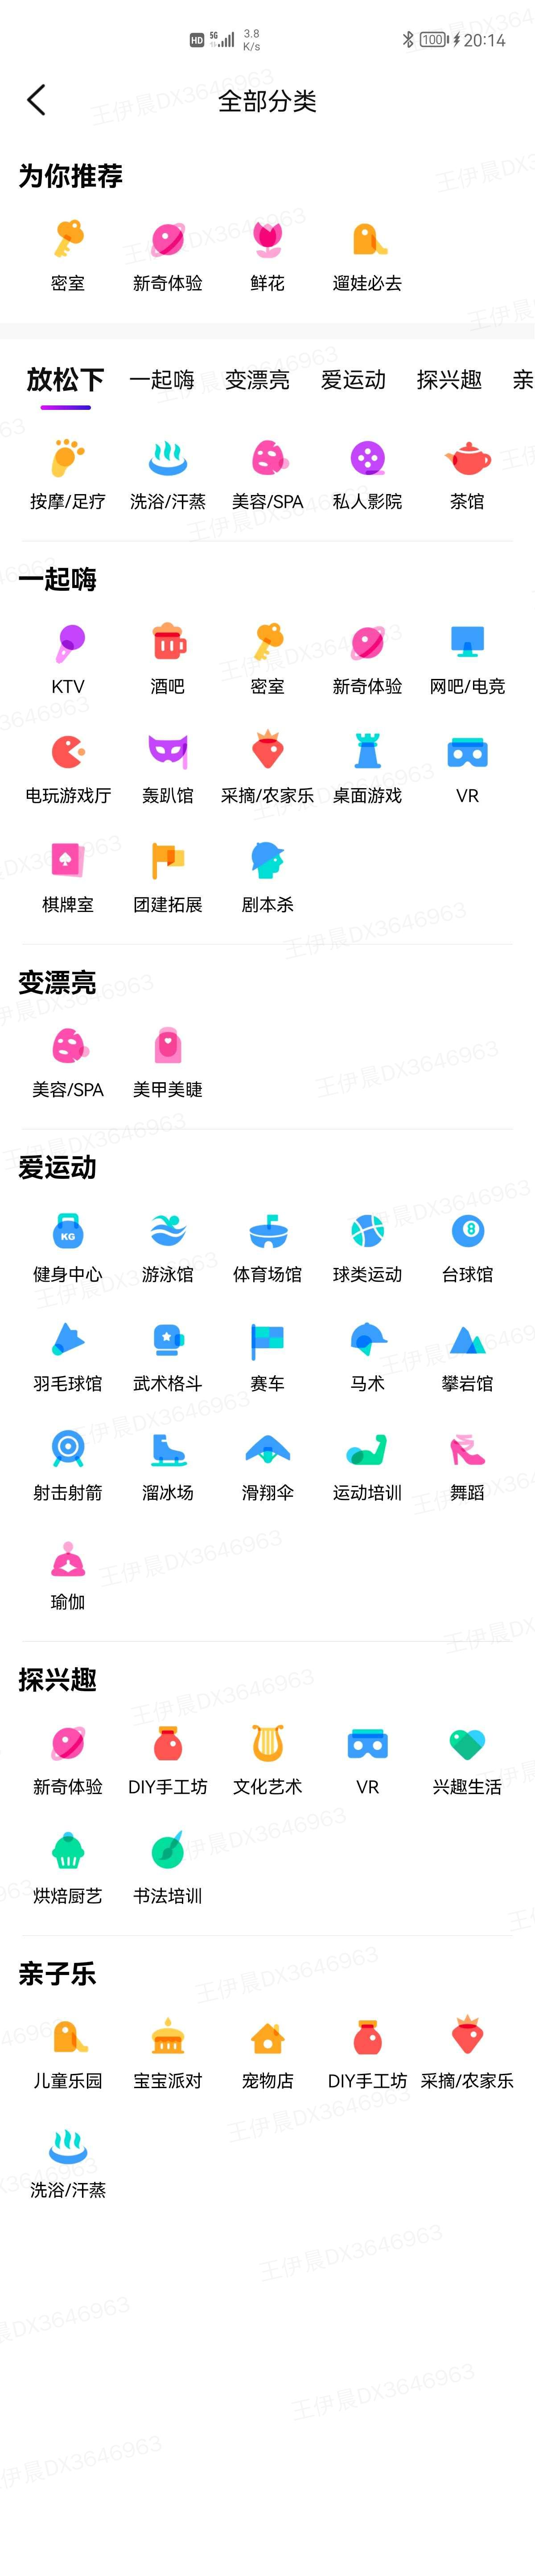 HD 5G 3.8 K/s 100 20:14
全部分类
为你推荐
密室 新奇体验 鲜花 遛娃必去
放松下 一起嗨 变漂亮 爱运动 探兴趣 亲
按摩/足疗 洗浴/汗蒸 美容/SPA 私人影院 茶馆
一起嗨
KTV 酒吧 密室 新奇体验 网吧/电竞
电玩游戏厅 轰趴馆 采摘/农家乐 桌面游戏 VR
棋牌室 团建拓展 剧本杀
变漂亮
美容/SPA 美甲美睫
爱运动
KG 8
健身中心 游泳馆 体育场馆 球类运动 台球馆
羽毛球馆 武术格斗 赛车 马术 攀岩馆
射击射箭 溜冰场 滑翔伞 运动培训 舞蹈
瑜伽
探兴趣
新奇体验 DIY手工坊 文化艺术 VR 兴趣生活
烘焙厨艺 书法培训
亲子乐
儿童乐园 宝宝派对 宠物店 DIY手工坊 采摘/农家乐
洗浴/汗蒸
王伊晨DX3646963